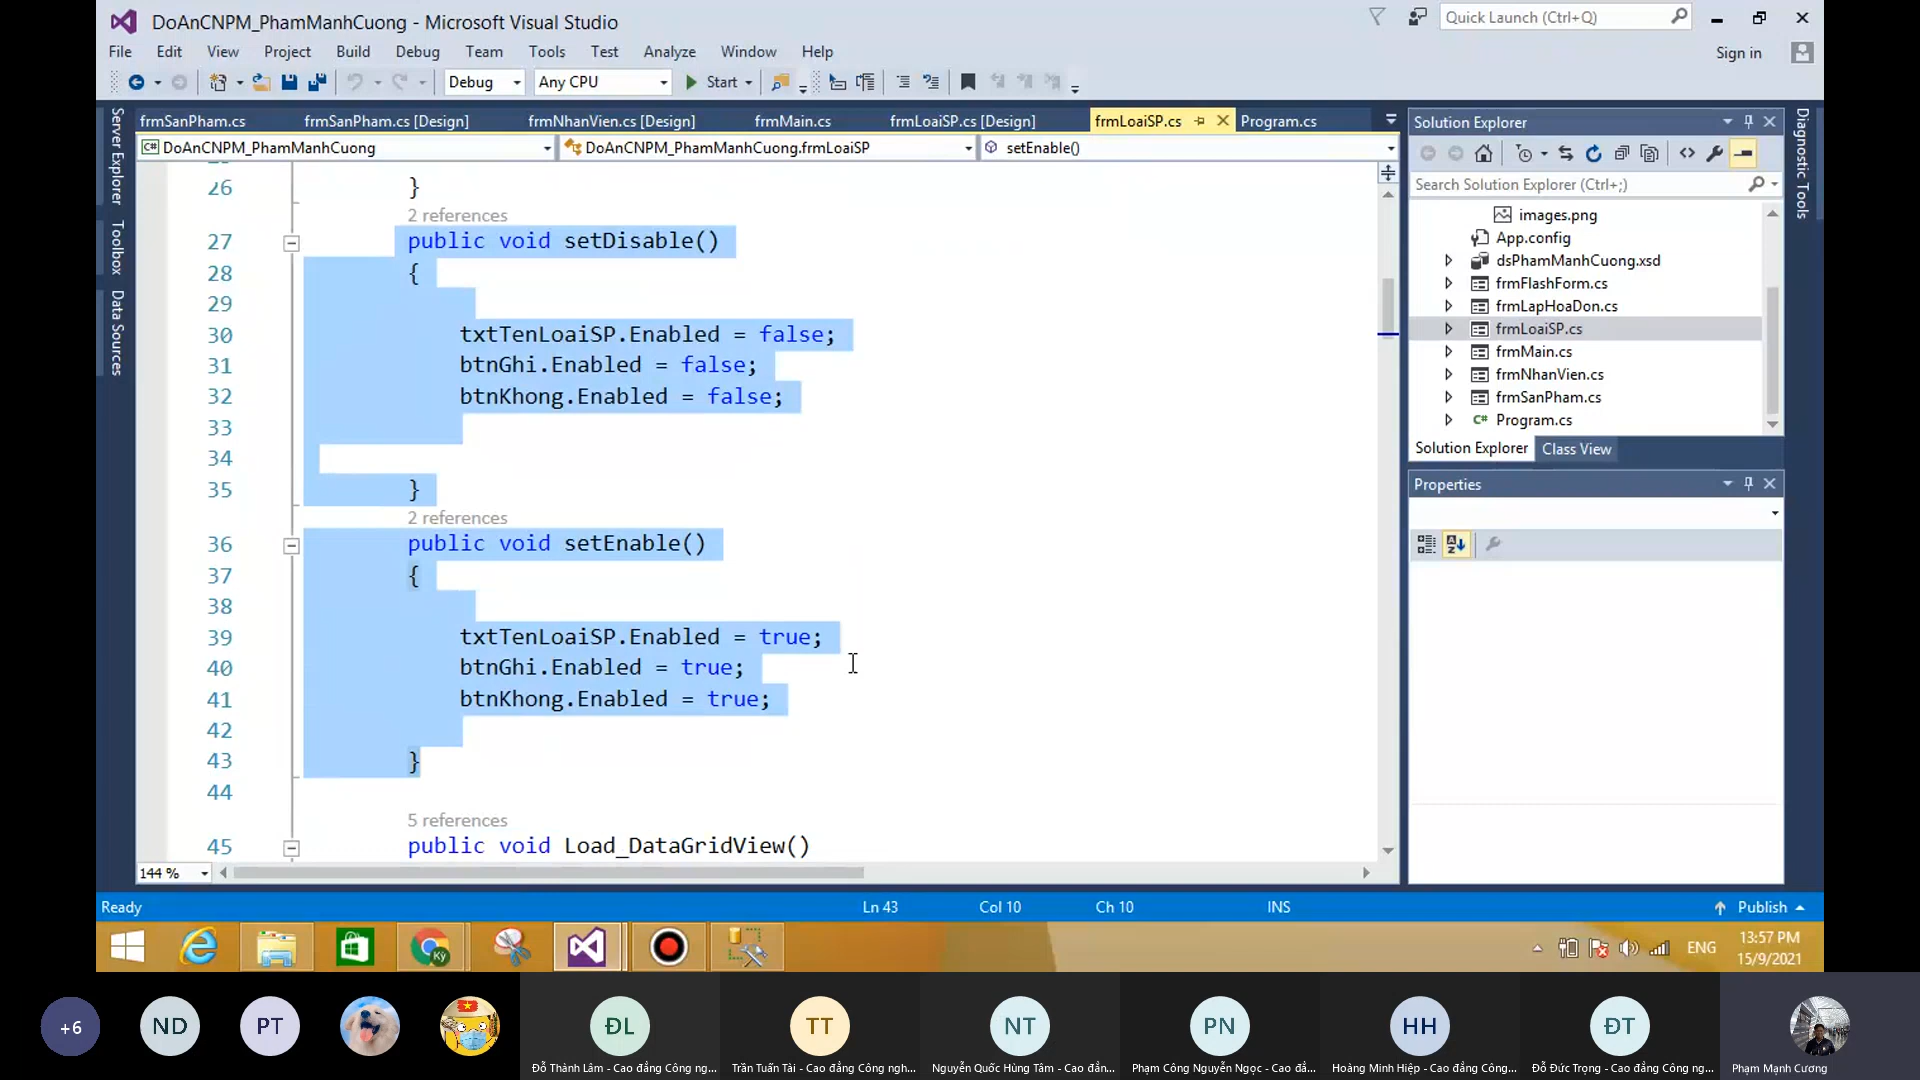 DoAnCNPM_PhamManhCuong - Microsoft Visual Studio
Quick Launch (Ctrl+Q)
File Edit View Project Build Debug Team Tools Test Analyze Window Help
Sign in
Debug Any CPU Start
Server Explorer
Toolbox
Data Sources
frmSanPham.cs frmSanPham.cs [Design] frmNhanVien.cs [Design] frmMain.cs frmLoaiSP.cs [Design] frmLoaiSP.cs Program.cs
DoAnCNPM_PhamManhCuong DoAnCNPM_PhamManhCuong.frmLoaiSP setEnable()
26 }
2 references
27 public void setDisable()
28 {
29
30 txtTenLoaiSP.Enabled = false;
31 btnGhi.Enabled = false;
32 btnKhong.Enabled = false;
33
34
35 }
2 references
36 public void setEnable()
37 {
38
39 txtTenLoaiSP.Enabled = true;
40 btnGhi.Enabled = true;
41 btnKhong.Enabled = true;
42
43 }
44
5 references
45 public void Load_DataGridView()
144 %
Solution Explorer
Search Solution Explorer (Ctrl+;)
images.png
App.config
dsPhamManhCuong.xsd
frmFlashForm.cs
frmLapHoaDon.cs
frmLoaiSP.cs
frmMain.cs
frmNhanVien.cs
frmSanPham.cs
C# Program.cs
Solution Explorer Class View
Properties
Diagnostic Tools
Ready Ln 43 Col 10 Ch 10 INS Publish
Ký
ENG
13:57 PM
15/9/2021
+6 ND PT ĐL TT NT PN HH ĐT
Đỗ Thành Lâm - Cao đẳng Công ng...
Trần Tuấn Tài - Cao đẳng Công ngh...
Nguyễn Quốc Hùng Tâm - Cao đẳn...
Phạm Công Nguyễn Ngọc - Cao đẳ...
Hoàng Minh Hiệp - Cao đẳng Công...
Đỗ Đức Trọng - Cao đẳng Công ng...
Phạm Mạnh Cương